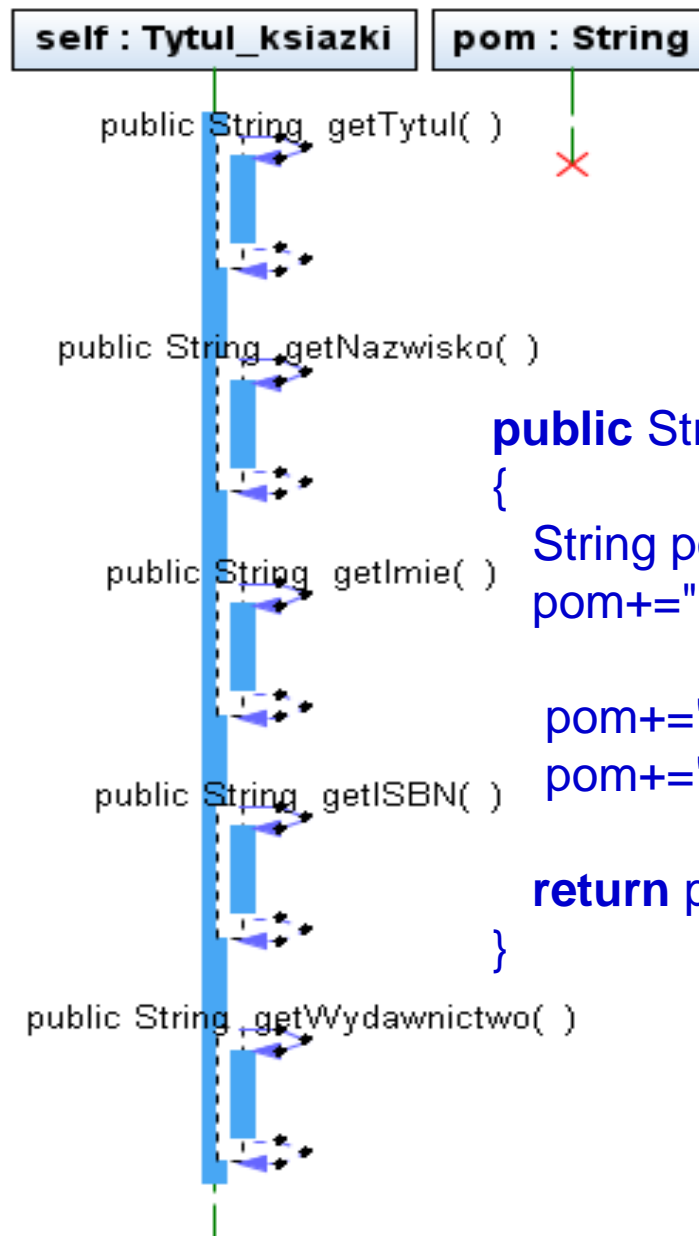 self : Tytul_ksiazki
pom : String
public String getTytul( )
public String getNazwisko( )
public String getImie( )
public String getISBN( )
public String getWydawnictwo( )
public
{
String
pom+="
pom+=
pom+=
return
}